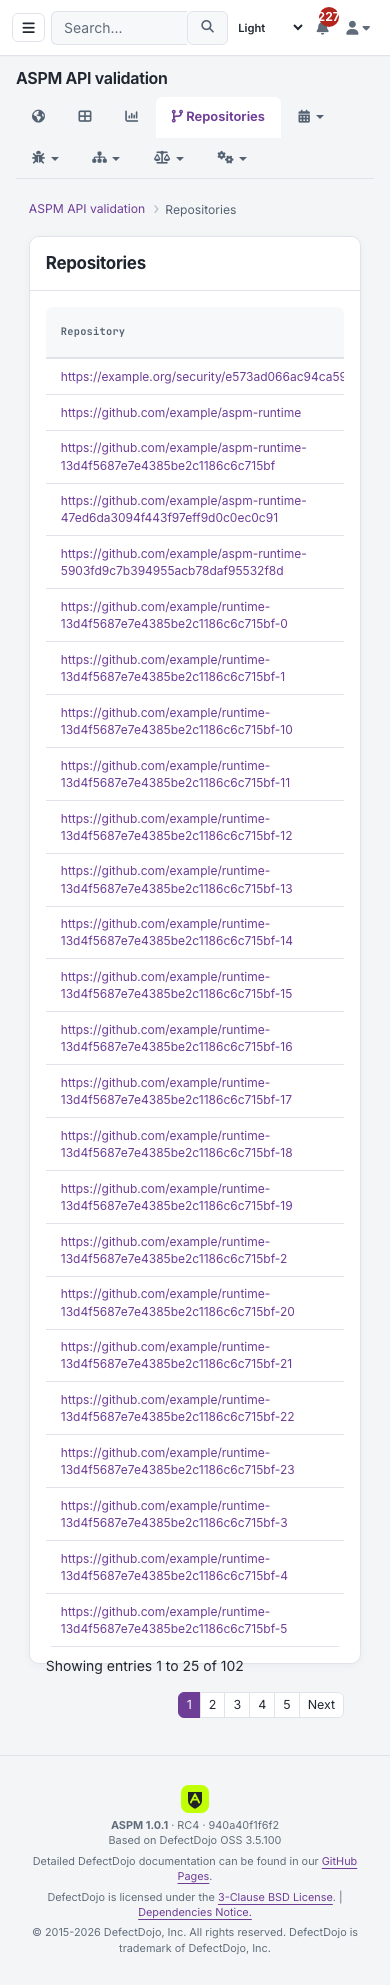 Search...
Light
227
ASPM API validation
Repositories
ASPM API validation
Repositories
Repositories
Repository
https://example.org/security/e573ad066ac94ca59
https://github.com/example/aspm-runtime
https://github.com/example/aspm-runtime-
13d4f5687e7e4385be2c1186c6c715bf
https://github.com/example/aspm-runtime-
47ed6da3094f443f97eff9d0c0ec0c91
https://github.com/example/aspm-runtime-
5903fd9c7b394955acb78daf95532f8d
https://github.com/example/runtime-
13d4f5687e7e4385be2c1186c6c715bf-0
https://github.com/example/runtime-
13d4f5687e7e4385be2c1186c6c715bf-1
https://github.com/example/runtime-
13d4f5687e7e4385be2c1186c6c715bf-10
https://github.com/example/runtime-
13d4f5687e7e4385be2c1186c6c715bf-11
https://github.com/example/runtime-
13d4f5687e7e4385be2c1186c6c715bf-12
https://github.com/example/runtime-
13d4f5687e7e4385be2c1186c6c715bf-13
https://github.com/example/runtime-
13d4f5687e7e4385be2c1186c6c715bf-14
https://github.com/example/runtime-
13d4f5687e7e4385be2c1186c6c715bf-15
https://github.com/example/runtime-
13d4f5687e7e4385be2c1186c6c715bf-16
https://github.com/example/runtime-
13d4f5687e7e4385be2c1186c6c715bf-17
https://github.com/example/runtime-
13d4f5687e7e4385be2c1186c6c715bf-18
https://github.com/example/runtime-
13d4f5687e7e4385be2c1186c6c715bf-19
https://github.com/example/runtime-
13d4f5687e7e4385be2c1186c6c715bf-2
https://github.com/example/runtime-
13d4f5687e7e4385be2c1186c6c715bf-20
https://github.com/example/runtime-
13d4f5687e7e4385be2c1186c6c715bf-21
https://github.com/example/runtime-
13d4f5687e7e4385be2c1186c6c715bf-22
https://github.com/example/runtime-
13d4f5687e7e4385be2c1186c6c715bf-23
https://github.com/example/runtime-
13d4f5687e7e4385be2c1186c6c715bf-3
https://github.com/example/runtime-
13d4f5687e7e4385be2c1186c6c715bf-4
https://github.com/example/runtime-
13d4f5687e7e4385be2c1186c6c715bf-5
Showing entries 1 to 25 of 102
1 2 3 4 5 Next
ASPM 1.0.1 · RC4 · 940a40f1f6f2
Based on DefectDojo OSS 3.5.100
Detailed DefectDojo documentation can be found in our GitHub
Pages.
DefectDojo is licensed under the 3-Clause BSD License. |
Dependencies Notice.
© 2015-2026 DefectDojo, Inc. All rights reserved. DefectDojo is
trademark of DefectDojo, Inc.